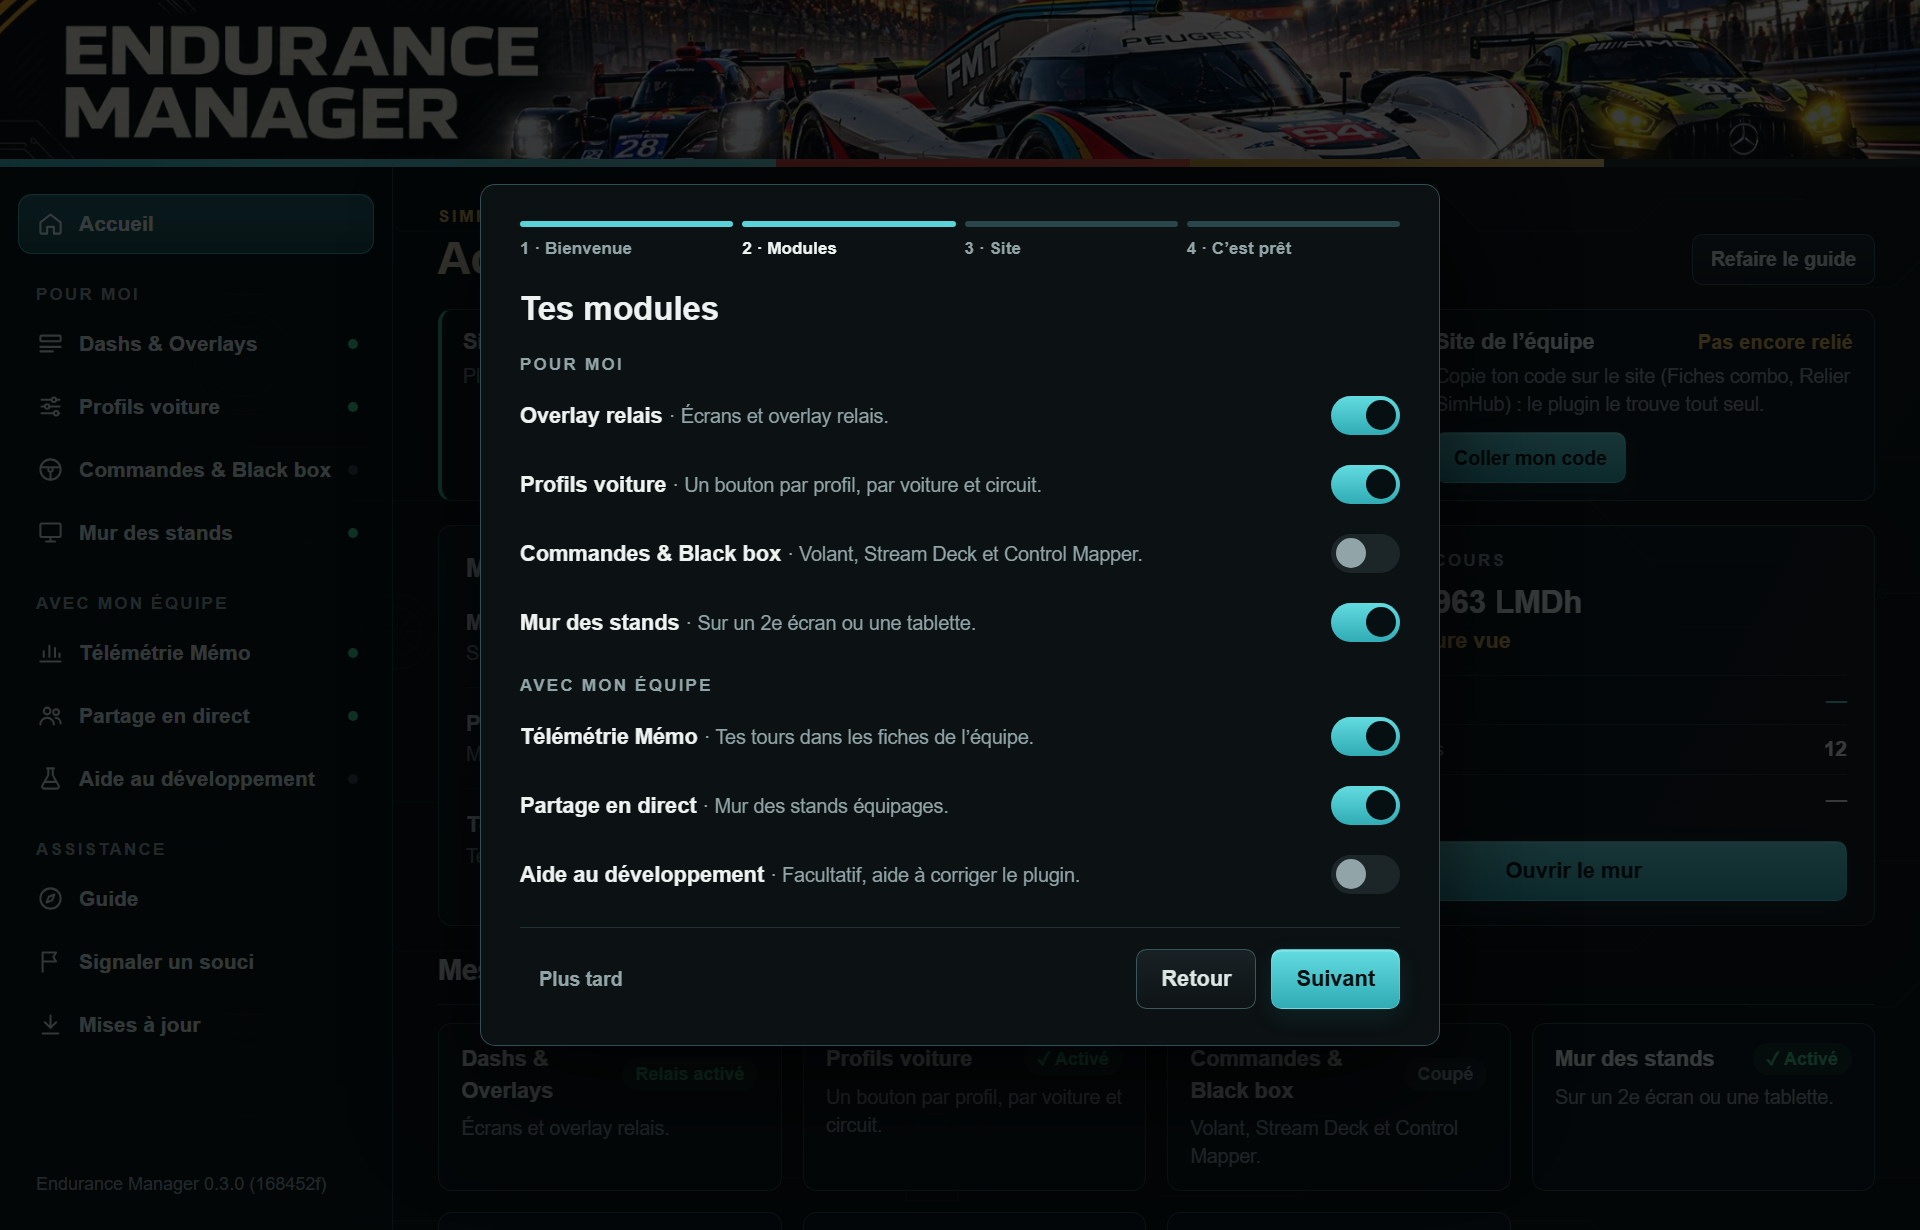 ENDURANCE
MANAGER
FMT
PEUGEOT
AMG
28
22
94
Accueil
POUR MOI
Dashs & Overlays
Profils voiture
Commandes & Black box
Mur des stands
AVEC MON ÉQUIPE
Télémétrie Mémo
Partage en direct
Aide au développement
ASSISTANCE
Guide
Signaler un souci
Mises à jour
Endurance Manager 0.3.0 (168452f)
Refaire le guide
1 · Bienvenue
2 · Modules
3 · Site
4 · C’est prêt
Tes modules
POUR MOI
Overlay relais · Écrans et overlay relais.
Profils voiture · Un bouton par profil, par voiture et circuit.
Commandes & Black box · Volant, Stream Deck et Control Mapper.
Mur des stands · Sur un 2e écran ou une tablette.
AVEC MON ÉQUIPE
Télémétrie Mémo · Tes tours dans les fiches de l’équipe.
Partage en direct · Mur des stands équipages.
Aide au développement · Facultatif, aide à corriger le plugin.
Plus tard
Retour
Suivant
Site de l’équipe
Pas encore relié
Copie ton code sur le site (Fiches combo, Relier
SimHub) : le plugin le trouve tout seul.
Coller mon code
963 LMDh
vue
—
12
—
Ouvrir le mur
Dashs &
Overlays
Relais activé
Écrans et overlay relais.
Profils voiture
✓ Activé
Un bouton par profil, par voiture et
circuit.
Commandes &
Black box
Coupé
Volant, Stream Deck et Control
Mapper.
Mur des stands
✓ Activé
Sur un 2e écran ou une tablette.